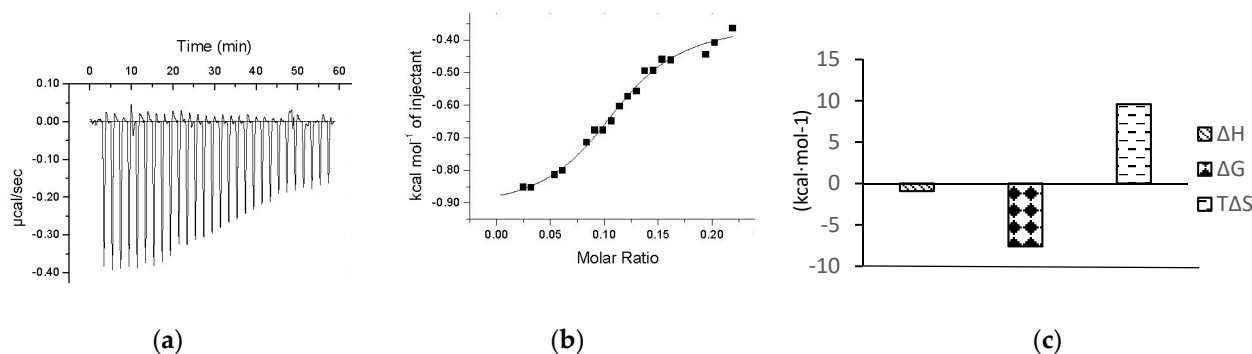 Time (min)
0 10 20 30 40 50 60
0.10
0.00
-0.10
-0.20
-0.30
-0.40
µcal/sec
(a)
-0.40
-0.50
-0.60
-0.70
-0.80
-0.90
kcal mol⁻¹ of injectant
0.00 0.05 0.10 0.15 0.20
Molar Ratio
(b)
15
10
5
0
-5
-10
(kcal·mol-1)
ΔH
ΔG
TΔS
(c)